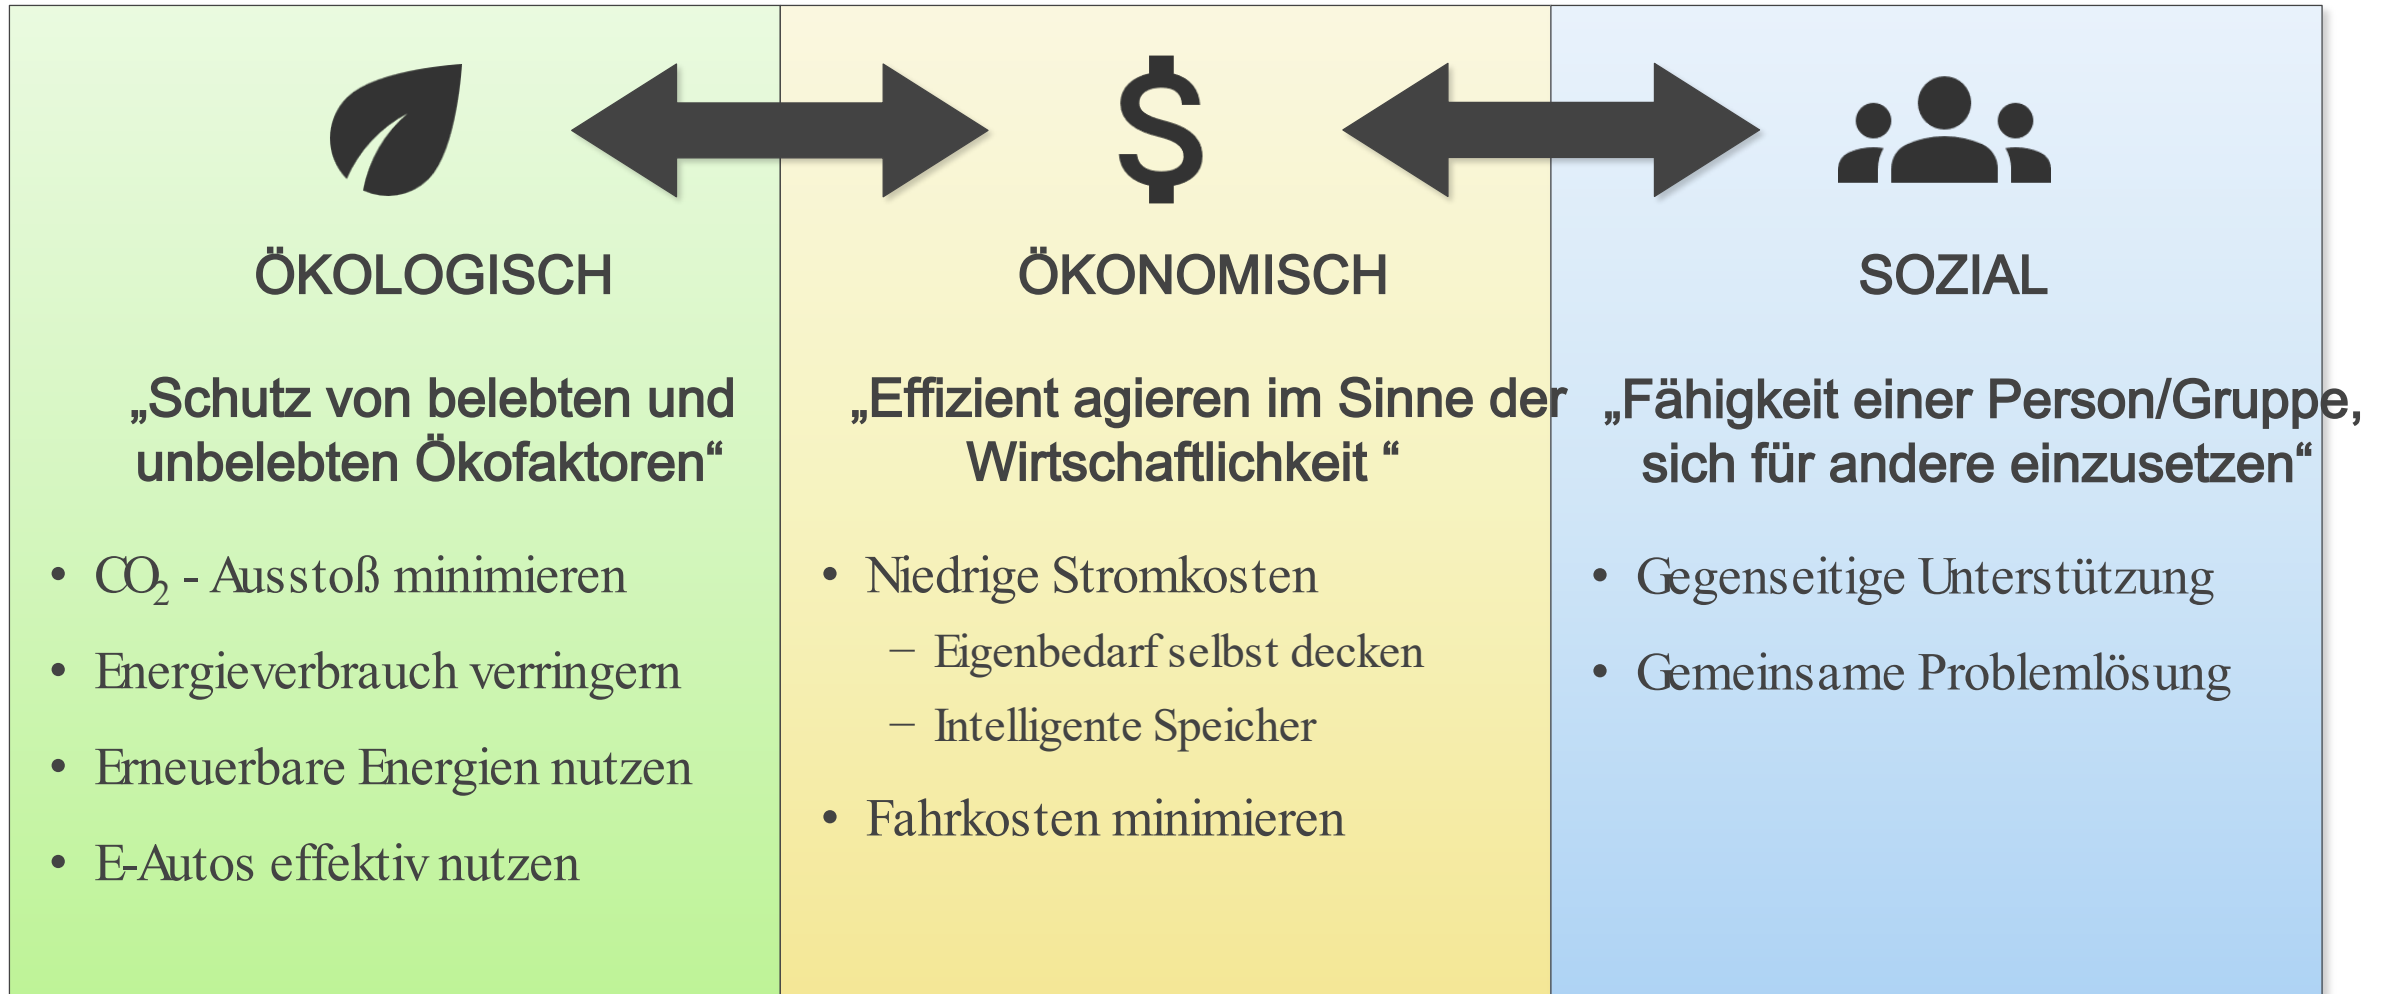 ÖKOLOGISCH
„Schutz von belebten und
unbelebten Ökofaktoren“
• CO₂ - Ausstoß minimieren
• Energieverbrauch verringern
• Erneuerbare Energien nutzen
• E-Autos effektiv nutzen
ÖKONOMISCH
„Effizient agieren im Sinne der
Wirtschaftlichkeit “
• Niedrige Stromkosten
– Eigenbedarf selbst decken
– Intelligente Speicher
• Fahrkosten minimieren
SOZIAL
„Fähigkeit einer Person/Gruppe,
sich für andere einzusetzen“
• Gegenseitige Unterstützung
• Gemeinsame Problemlösung